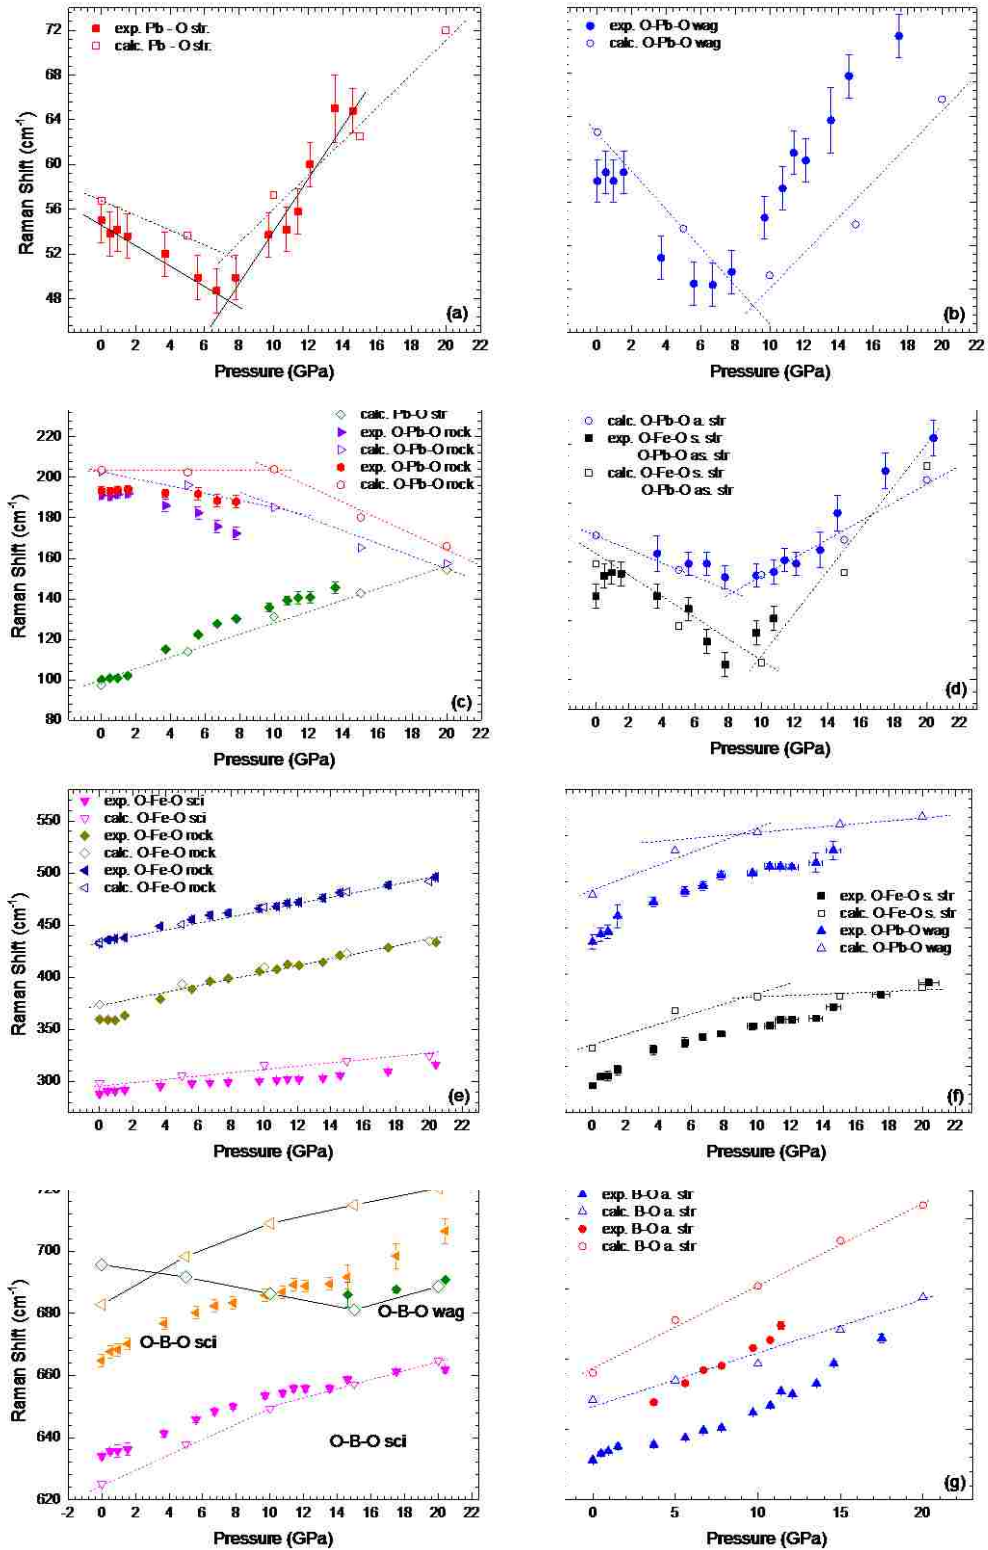 exp. Pb - O str.
calc. Pb - O str.
72
68
64
60
56
52
48
Raman Shift (cm-1)
(a)
0 2 4 6 8 10 12 14 16 18 20 22
Pressure (GPa)
exp. O-Pb-O wag
calc. O-Pb-O wag
(b)
0 2 4 6 8 10 12 14 16 18 20 22
Pressure (GPa)
calc. Pb-O str
exp. O-Pb-O rock
calc. O-Pb-O rock
exp. O-Pb-O rock
calc. O-Pb-O rock
220
200
180
160
140
120
100
80
Raman Shift (cm-1)
(c)
0 2 4 6 8 10 12 14 16 18 20 22
Pressure (GPa)
calc. O-Pb-O a. str
exp. O-Fe-O s. str
O-Pb-O as. str
calc. O-Fe-O s. str
O-Pb-O as. str
(d)
0 2 4 6 8 10 12 14 16 18 20 22
Pressure (GPa)
exp. O-Fe-O sci
calc. O-Fe-O sci
exp. O-Fe-O rock
calc. O-Fe-O rock
exp. O-Fe-O rock
calc. O-Fe-O rock
550
500
450
400
350
300
Raman Shift (cm-1)
(e)
0 2 4 6 8 10 12 14 16 18 20 22
Pressure (GPa)
exp. O-Fe-O s. str
calc. O-Fe-O s. str
exp. O-Pb-O wag
calc. O-Pb-O wag
(f)
0 2 4 6 8 10 12 14 16 18 20 22
Pressure (GPa)
720
700
680
660
640
620
Raman Shift (cm-1)
O-B-O wag
O-B-O sci
O-B-O sci
0 2 4 6 8 10 12 14 16 18 20 22
Pressure (GPa)
exp. B-O a. str
calc. B-O a. str
exp. B-O a. str
calc. B-O a. str
(g)
0 5 10 15 20
Pressure (GPa)